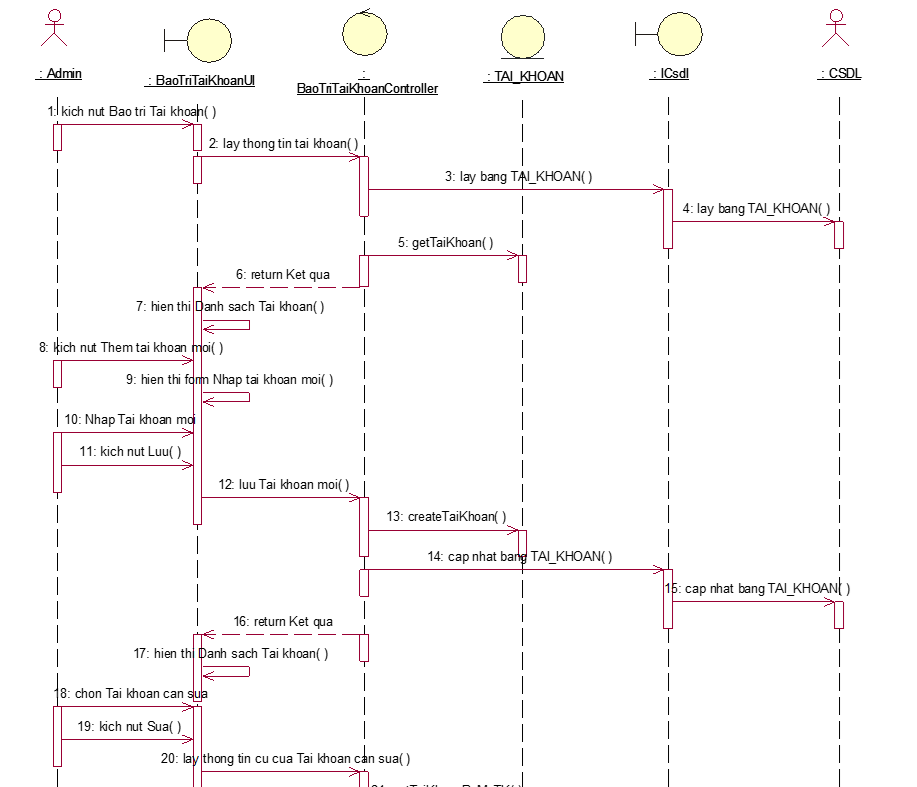 : Admin
: BaoTriTaiKhoanUI
:
BaoTriTaiKhoanController
: TAI_KHOAN
: ICsdl
: CSDL
1: kich nut Bao tri Tai khoan( )
2: lay thong tin tai khoan( )
3: lay bang TAI_KHOAN( )
4: lay bang TAI_KHOAN( )
5: getTaiKhoan( )
6: return Ket qua
7: hien thi Danh sach Tai khoan( )
8: kich nut Them tai khoan moi( )
9: hien thi form Nhap tai khoan moi( )
10: Nhap Tai khoan moi
11: kich nut Luu( )
12: luu Tai khoan moi( )
13: createTaiKhoan( )
14: cap nhat bang TAI_KHOAN( )
15: cap nhat bang TAI_KHOAN( )
16: return Ket qua
17: hien thi Danh sach Tai khoan( )
18: chon Tai khoan can sua
19: kich nut Sua( )
20: lay thong tin cu cua Tai khoan can sua( )